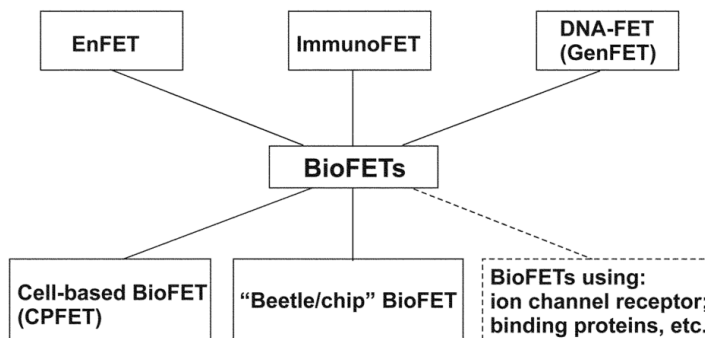 EnFET
ImmunoFET
DNA-FET
(GenFET)
BioFETs
Cell-based BioFET
(CPFET)
“Beetle/chip” BioFET
BioFETs using:
ion channel receptor;
binding proteins, etc.